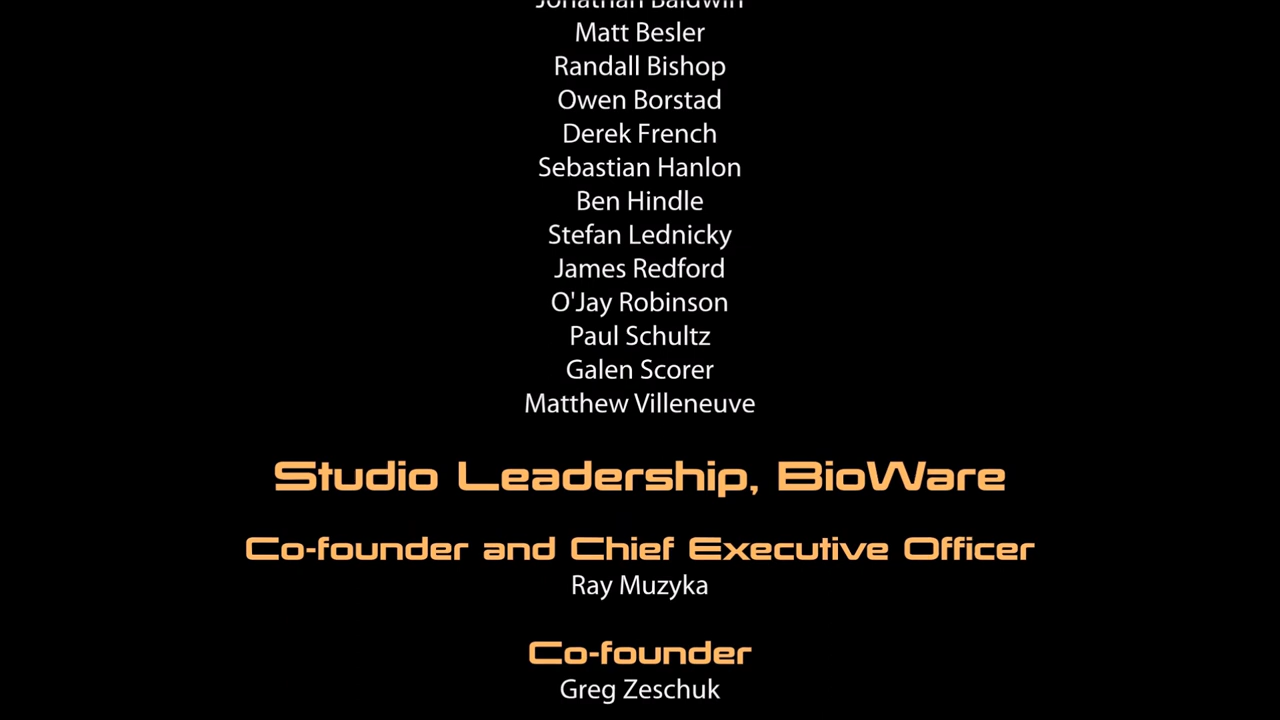 Jonathan Baldwin
Matt Besler
Randall Bishop
Owen Borstad
Derek French
Sebastian Hanlon
Ben Hindle
Stefan Lednicky
James Redford
O'Jay Robinson
Paul Schultz
Galen Scorer
Matthew Villeneuve
Studio Leadership, BioWare
Co-founder and Chief Executive Officer
Ray Muzyka
Co-founder
Greg Zeschuk